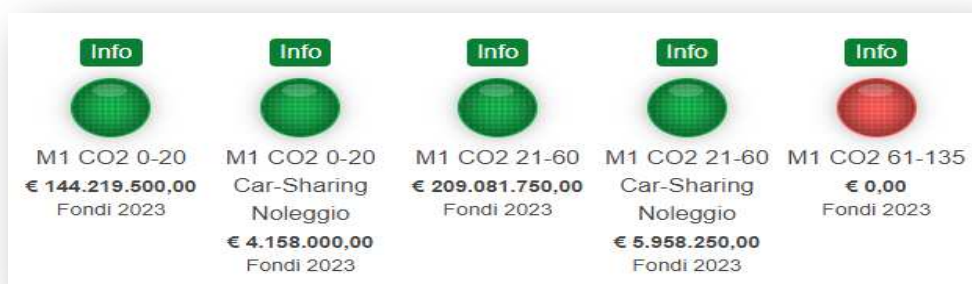 Info
M1 CO2 0-20
€ 144.219.500,00
Fondi 2023
Info
M1 CO2 0-20
Car-Sharing
Noleggio
€ 4.158.000,00
Fondi 2023
Info
M1 CO2 21-60
€ 209.081.750,00
Fondi 2023
Info
M1 CO2 21-60
Car-Sharing
Noleggio
€ 5.958.250,00
Fondi 2023
Info
M1 CO2 61-135
€ 0,00
Fondi 2023